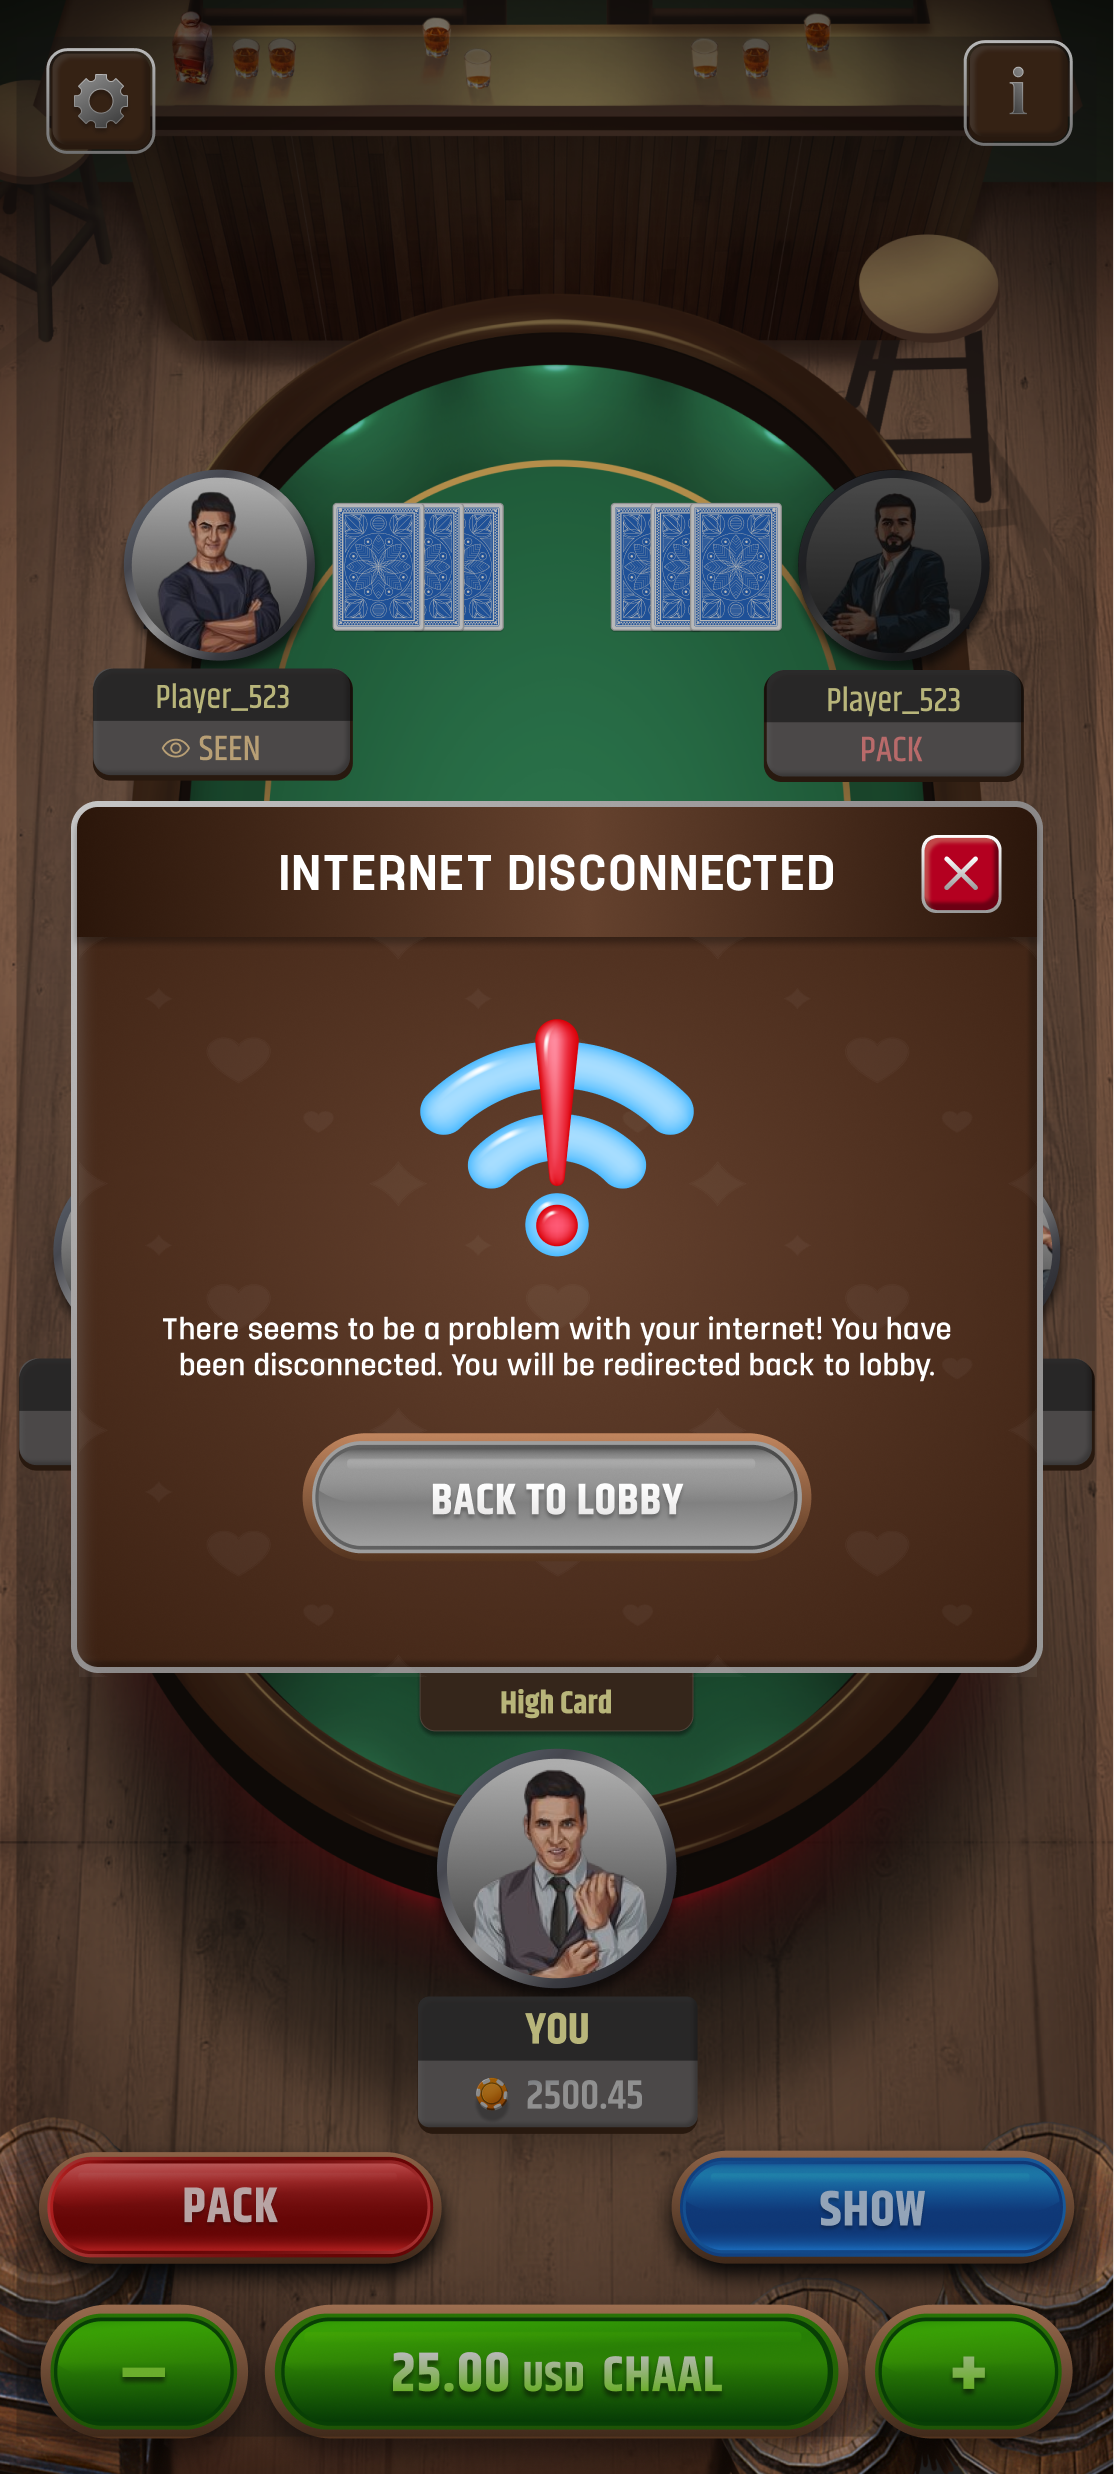 i
Player_523
SEEN
Player_523
PACK
INTERNET DISCONNECTED
There seems to be a problem with your internet! You have
been disconnected. You will be redirected back to lobby.
BACK TO LOBBY
High Card
YOU
2500.45
PACK
SHOW
− 25.00 USD CHAAL +